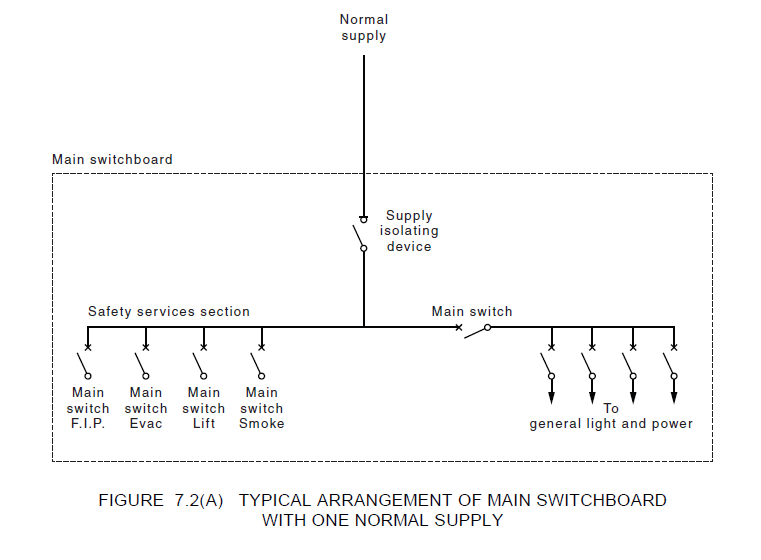 Normal
supply
Main switchboard
Supply
isolating
device
Safety services section
Main switch
Main
switch
F.I.P.
Main
switch
Evac
Main
switch
Lift
Main
switch
Smoke
To
general light and power
FIGURE 7.2(A) TYPICAL ARRANGEMENT OF MAIN SWITCHBOARD
WITH ONE NORMAL SUPPLY